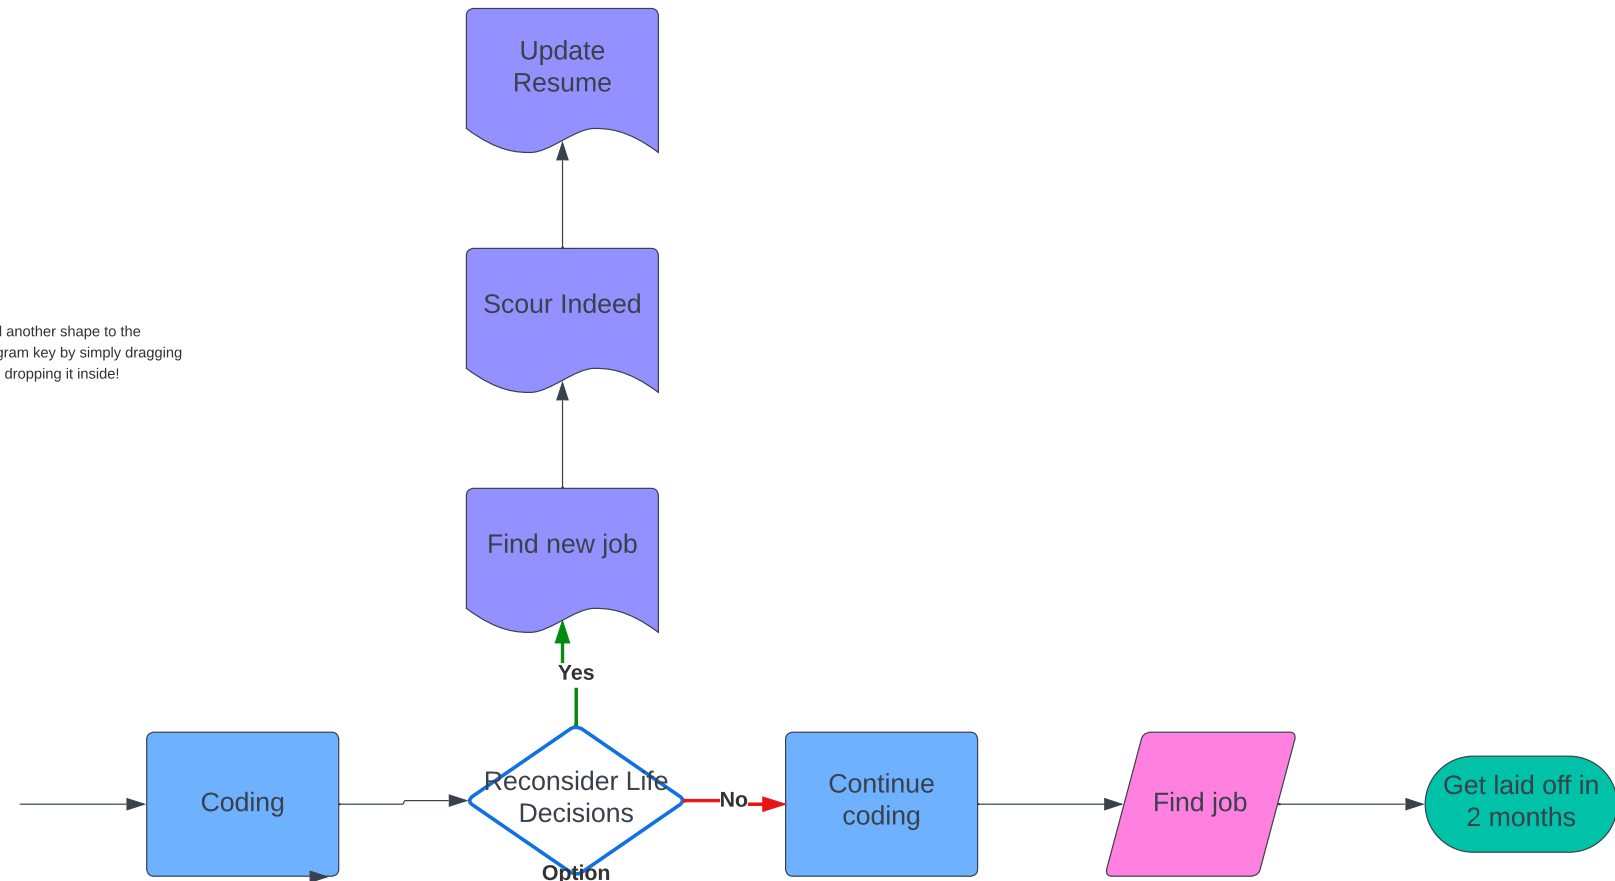 Update
Resume
Scour Indeed
another shape to the
key by simply dragging
dropping it inside!
Find new job
Yes
Coding
Reconsider Life
Decisions
No
Continue
coding
Find job
Get laid off in
2 months
Option